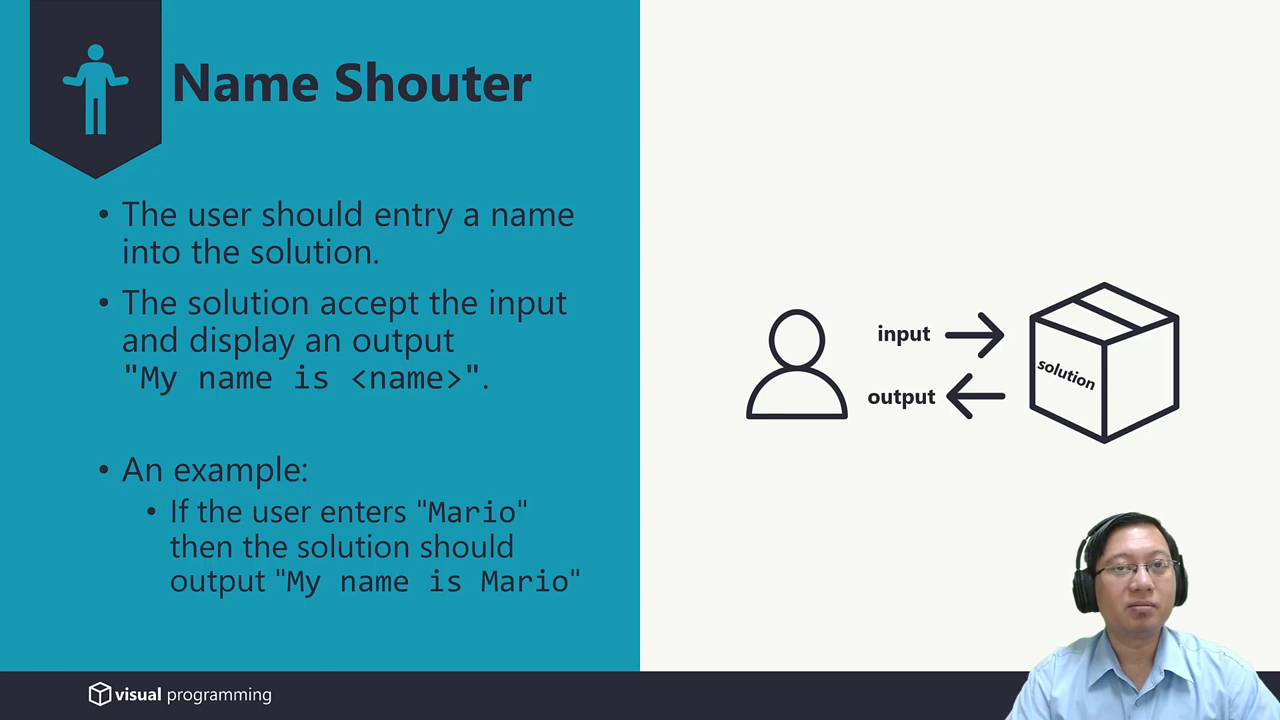 Name Shouter
• The user should entry a name
into the solution.
• The solution accept the input
and display an output
"My name is <name>".
• An example:
• If the user enters "Mario"
then the solution should
output "My name is Mario"
input
output
solution
visual programming